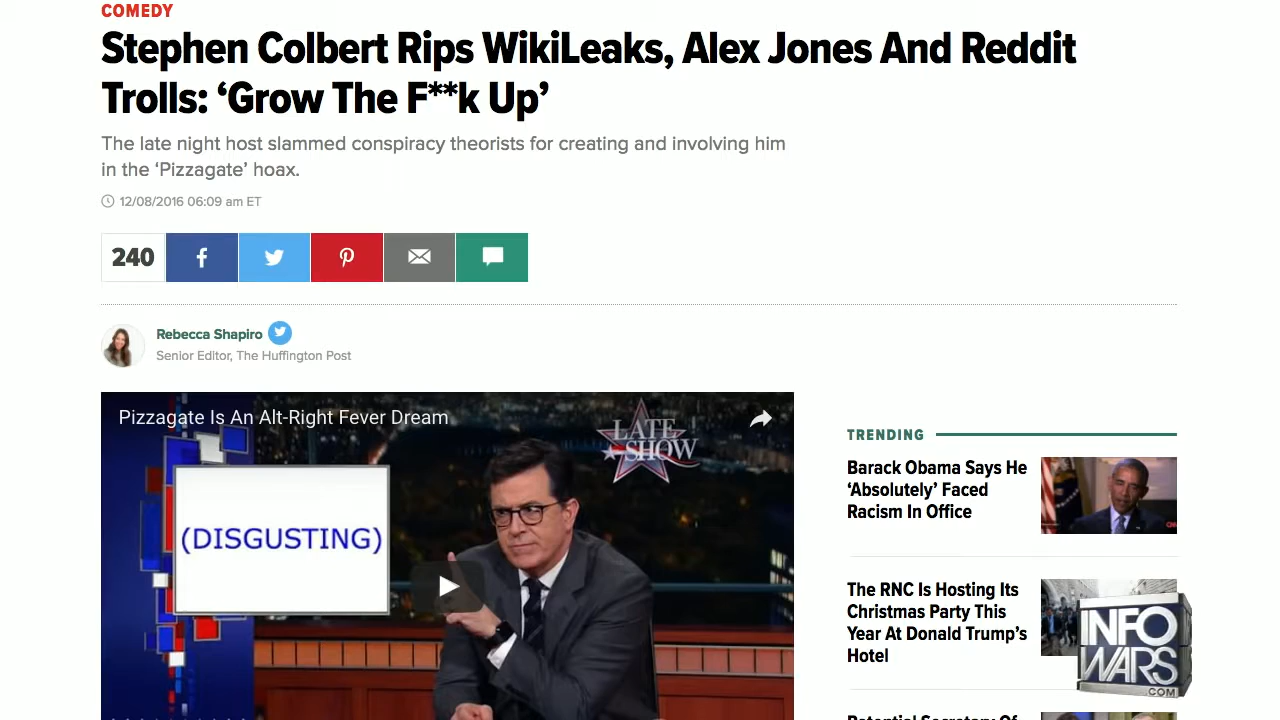 COMEDY
Stephen Colbert Rips WikiLeaks, Alex Jones And Reddit
Trolls: ‘Grow The F**k Up’
The late night host slammed conspiracy theorists for creating and involving him
in the ‘Pizzagate’ hoax.
12/08/2016 06:09 am ET
240
Rebecca Shapiro
Senior Editor, The Huffington Post
Pizzagate Is An Alt-Right Fever Dream
LATE
SHOW
(DISGUSTING)
TRENDING
Barack Obama Says He
‘Absolutely’ Faced
Racism In Office
The RNC Is Hosting Its
Christmas Party This
Year At Donald Trump’s
Hotel
INFO
WARS
.COM
Potential Secretary Of